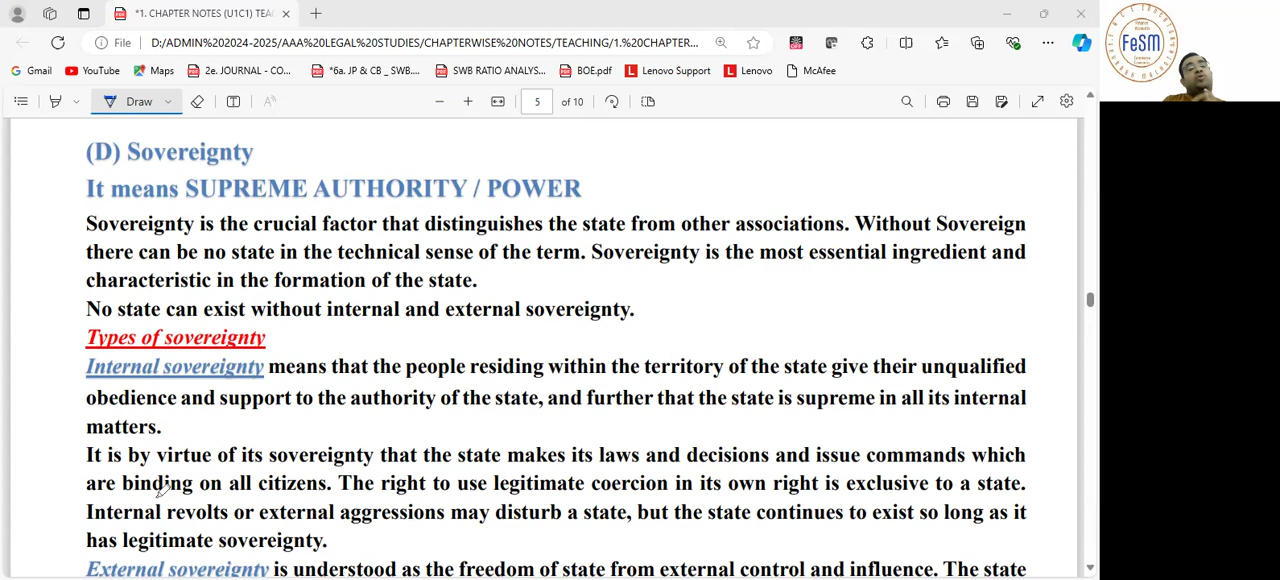 *1. CHAPTER NOTES (U1C1) TEAC
File
D:/ADMIN%202024-2025/AAA%20LEGAL%20STUDIES/CHAPTERWISE%20NOTES/TEACHING/1.%20CHAPTER...
Gmail
YouTube
Maps
2e. JOURNAL - CO...
*6a. JP & CB _ SWB....
SWB RATIO ANALYS...
BOE.pdf
Lenovo Support
Lenovo
McAfee
Draw
5 of 10
FeSM
(D) Sovereignty
It means SUPREME AUTHORITY / POWER
Sovereignty is the crucial factor that distinguishes the state from other associations. Without Sovereign
there can be no state in the technical sense of the term. Sovereignty is the most essential ingredient and
characteristic in the formation of the state.
No state can exist without internal and external sovereignty.
Types of sovereignty
Internal sovereignty means that the people residing within the territory of the state give their unqualified
obedience and support to the authority of the state, and further that the state is supreme in all its internal
matters.
It is by virtue of its sovereignty that the state makes its laws and decisions and issue commands which
are binding on all citizens. The right to use legitimate coercion in its own right is exclusive to a state.
Internal revolts or external aggressions may disturb a state, but the state continues to exist so long as it
has legitimate sovereignty.
External sovereignty is understood as the freedom of state from external control and influence. The state